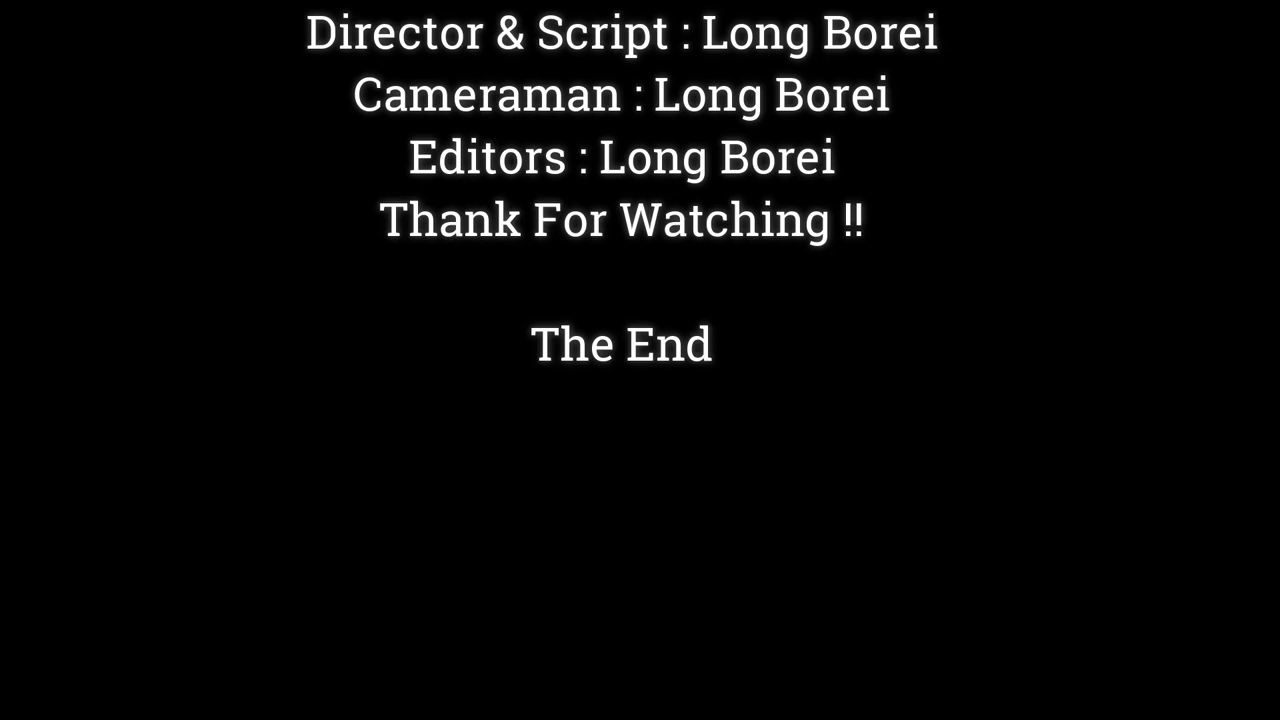 Director & Script : Long Borei
Cameraman : Long Borei
Editors : Long Borei
Thank For Watching !!
The End